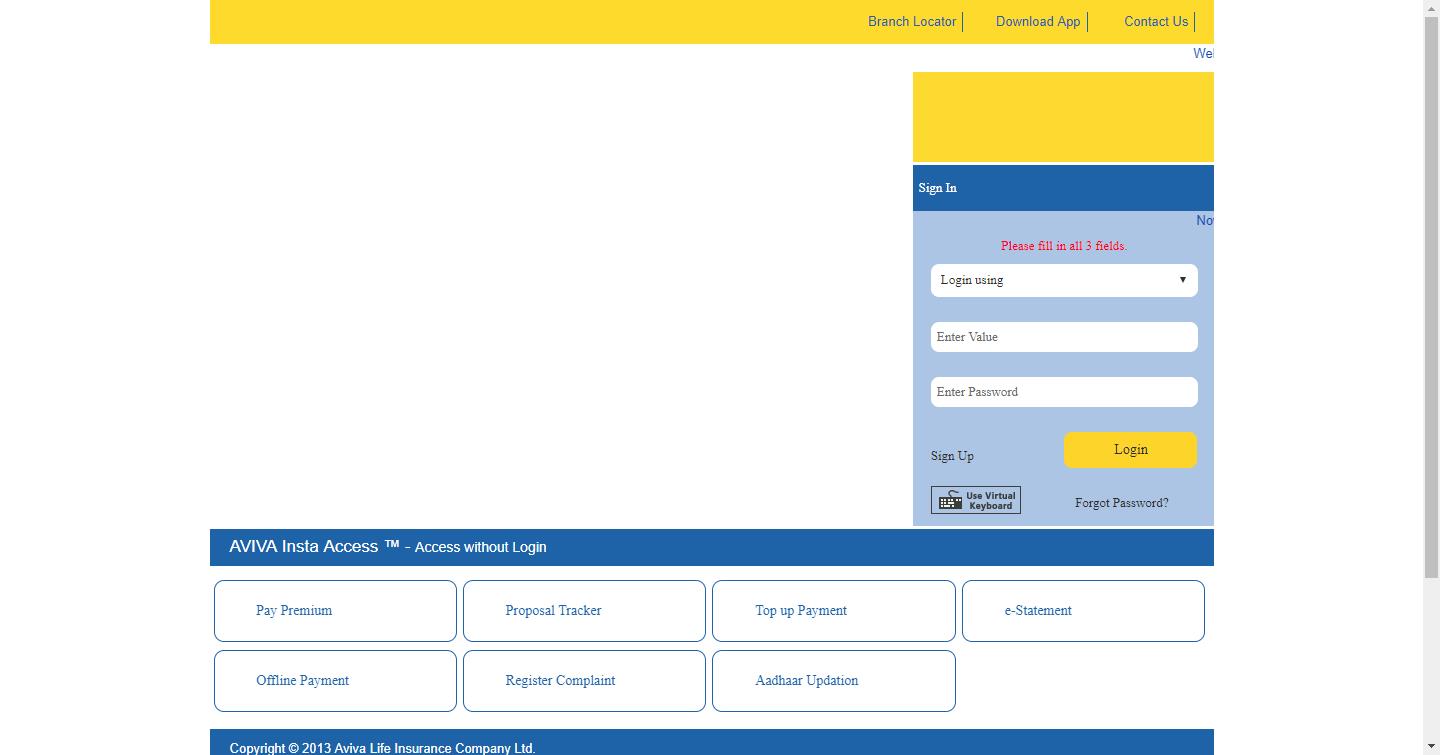 Branch Locator
Download App
Contact Us
Wel
Sign In
Nov
Please fill in all 3 fields.
Login using
Enter Value
Enter Password
Sign Up
Login
Use Virtual
Keyboard
Forgot Password?
AVIVA Insta Access ™ - Access without Login
Pay Premium
Proposal Tracker
Top up Payment
e-Statement
Offline Payment
Register Complaint
Aadhaar Updation
Copyright © 2013 Aviva Life Insurance Company Ltd.